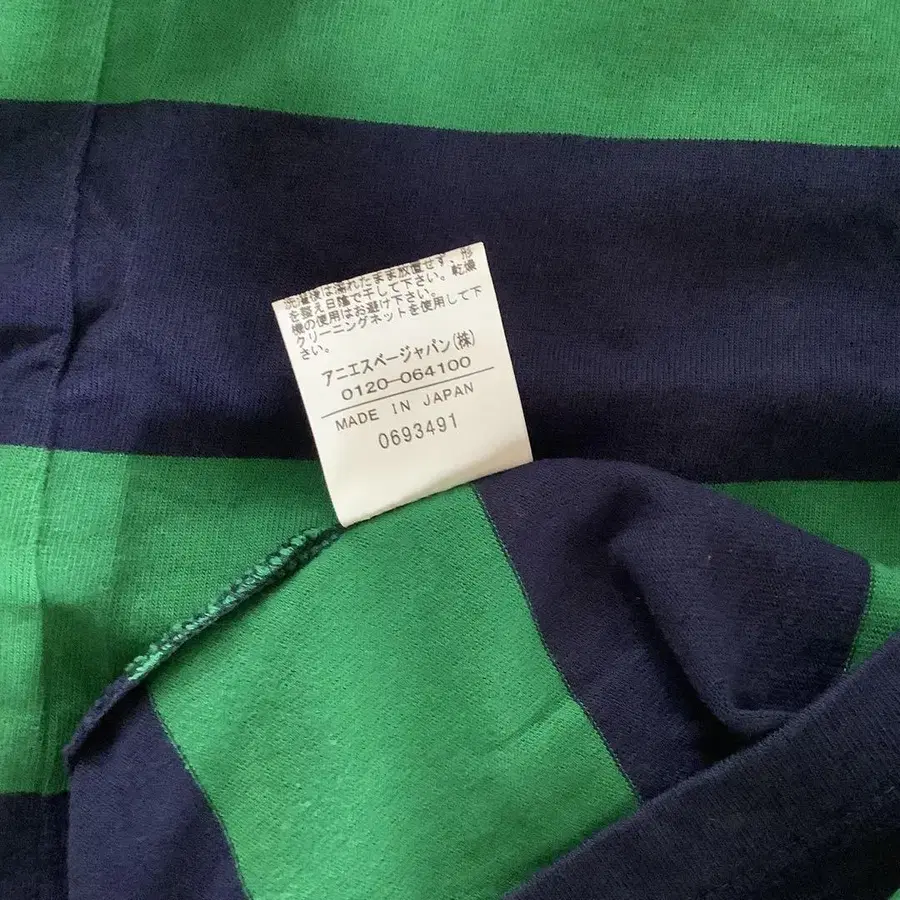 洗濯後は濡れたまま放置せず、形
を整え日陰で干して下さい。乾燥
機の使用はお避け下さい。
クリーニングネットを使用して下
さい。
アニエスベージャパン(株)
0120-064100
MADE IN JAPAN
0693491